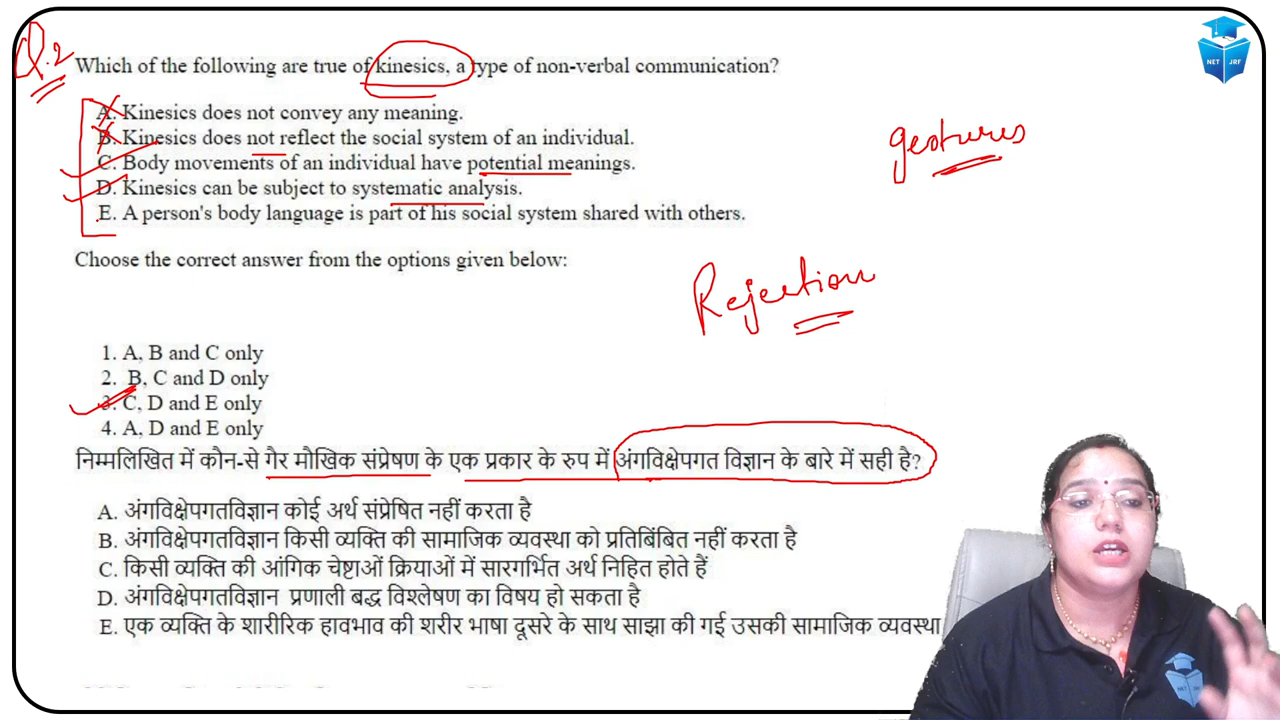 Q.2
Which of the following are true of kinesics, a type of non-verbal communication?
A. Kinesics does not convey any meaning.
B. Kinesics does not reflect the social system of an individual.
C. Body movements of an individual have potential meanings.
D. Kinesics can be subject to systematic analysis.
E. A person's body language is part of his social system shared with others.
gestures
Choose the correct answer from the options given below:
Rejection
1. A, B and C only
2. B, C and D only
3. C, D and E only
4. A, D and E only
निम्मलिखित में कौन-से गैर मौखिक संप्रेषण के एक प्रकार के रुप में अंगविक्षेपगत विज्ञान के बारे में सही है?
A. अंगविक्षेपगतविज्ञान कोई अर्थ संप्रेषित नहीं करता है
B. अंगविक्षेपगतविज्ञान किसी व्यक्ति की सामाजिक व्यवस्था को प्रतिबिंबित नहीं करता है
C. किसी व्यक्ति की आंगिक चेष्टाओं क्रियाओं में सारगर्भित अर्थ निहित होते हैं
D. अंगविक्षेपगतविज्ञान प्रणाली बद्ध विश्लेषण का विषय हो सकता है
E. एक व्यक्ति के शारीरिक हावभाव की शरीर भाषा दूसरे के साथ साझा की गई उसकी सामाजिक व्यवस्था
NET JRF
NET JRF